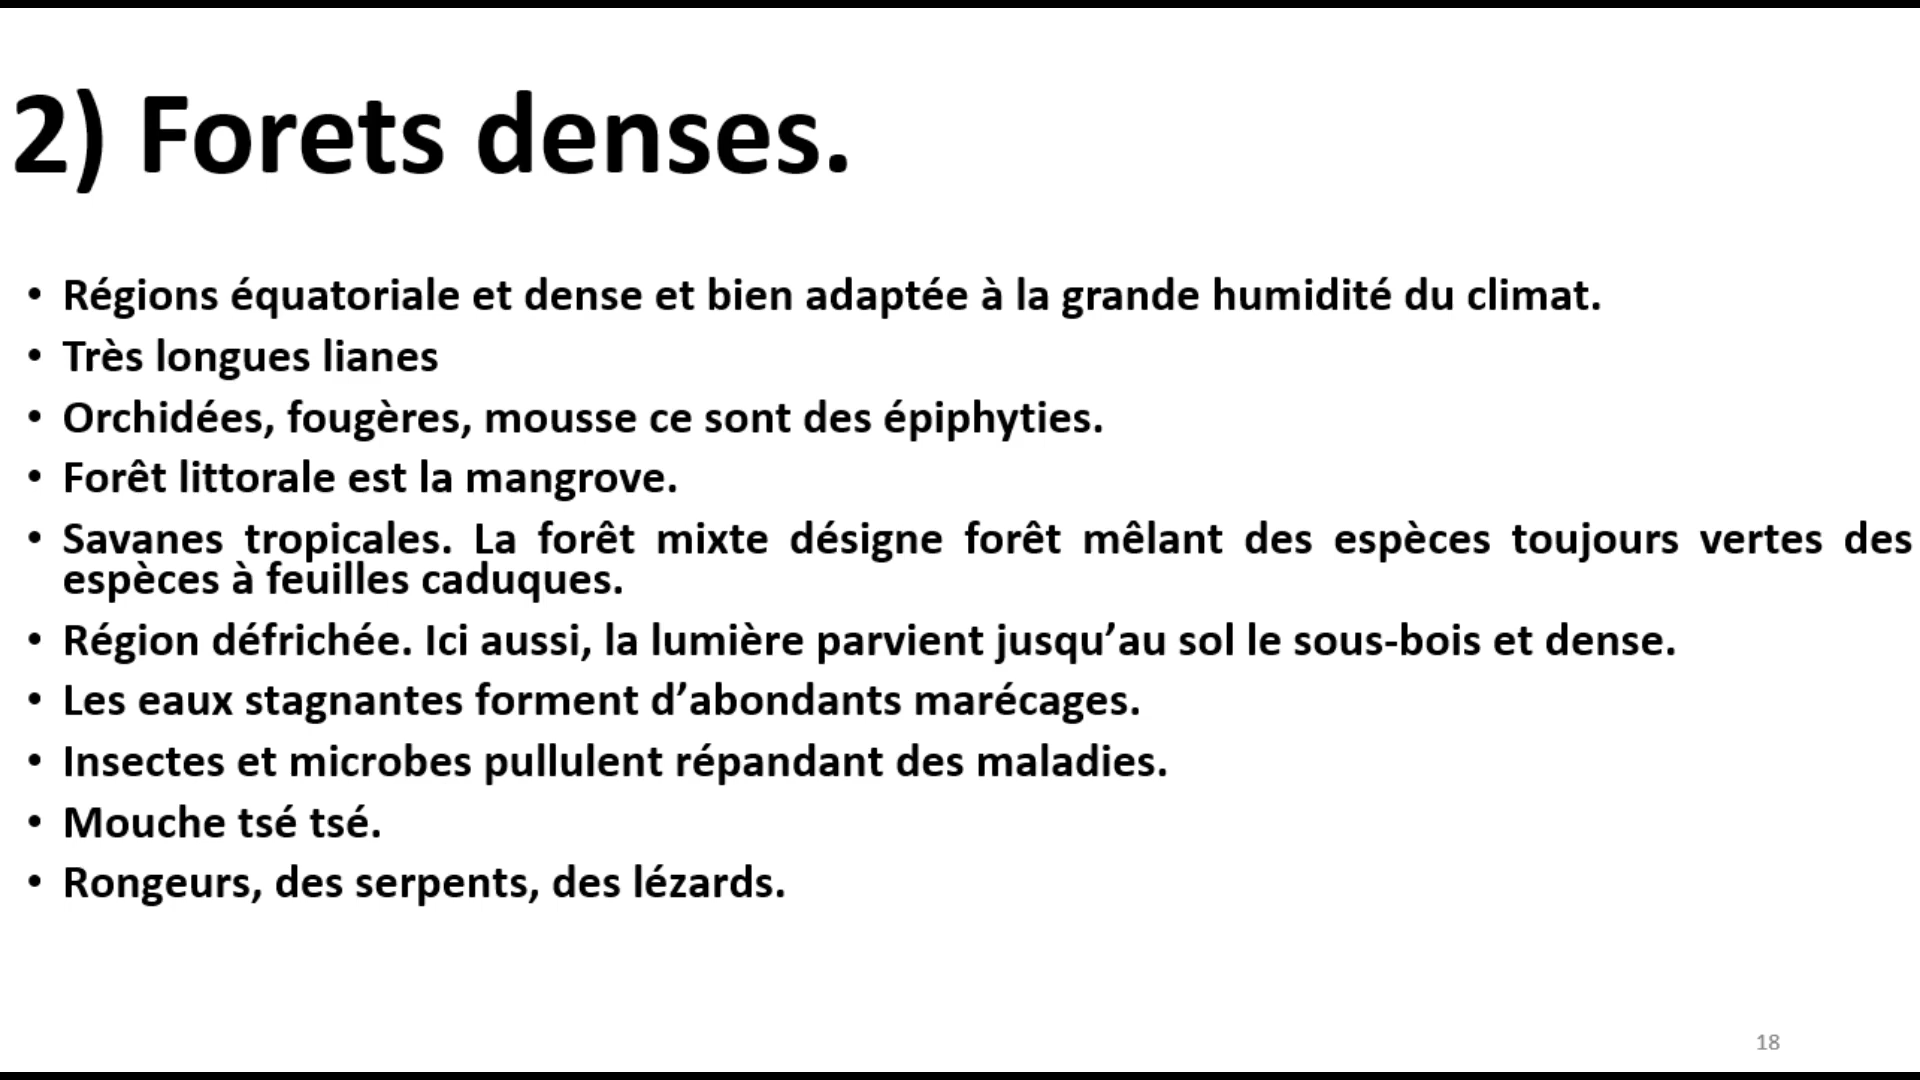 2) Forets denses.
• Régions équatoriale et dense et bien adaptée à la grande humidité du climat.
• Très longues lianes
• Orchidées, fougères, mousse ce sont des épiphyties.
• Forêt littorale est la mangrove.
• Savanes tropicales. La forêt mixte désigne forêt mêlant des espèces toujours vertes des
espèces à feuilles caduques.
• Région défrichée. Ici aussi, la lumière parvient jusqu’au sol le sous-bois et dense.
• Les eaux stagnantes forment d’abondants marécages.
• Insectes et microbes pullulent répandant des maladies.
• Mouche tsé tsé.
• Rongeurs, des serpents, des lézards.
18